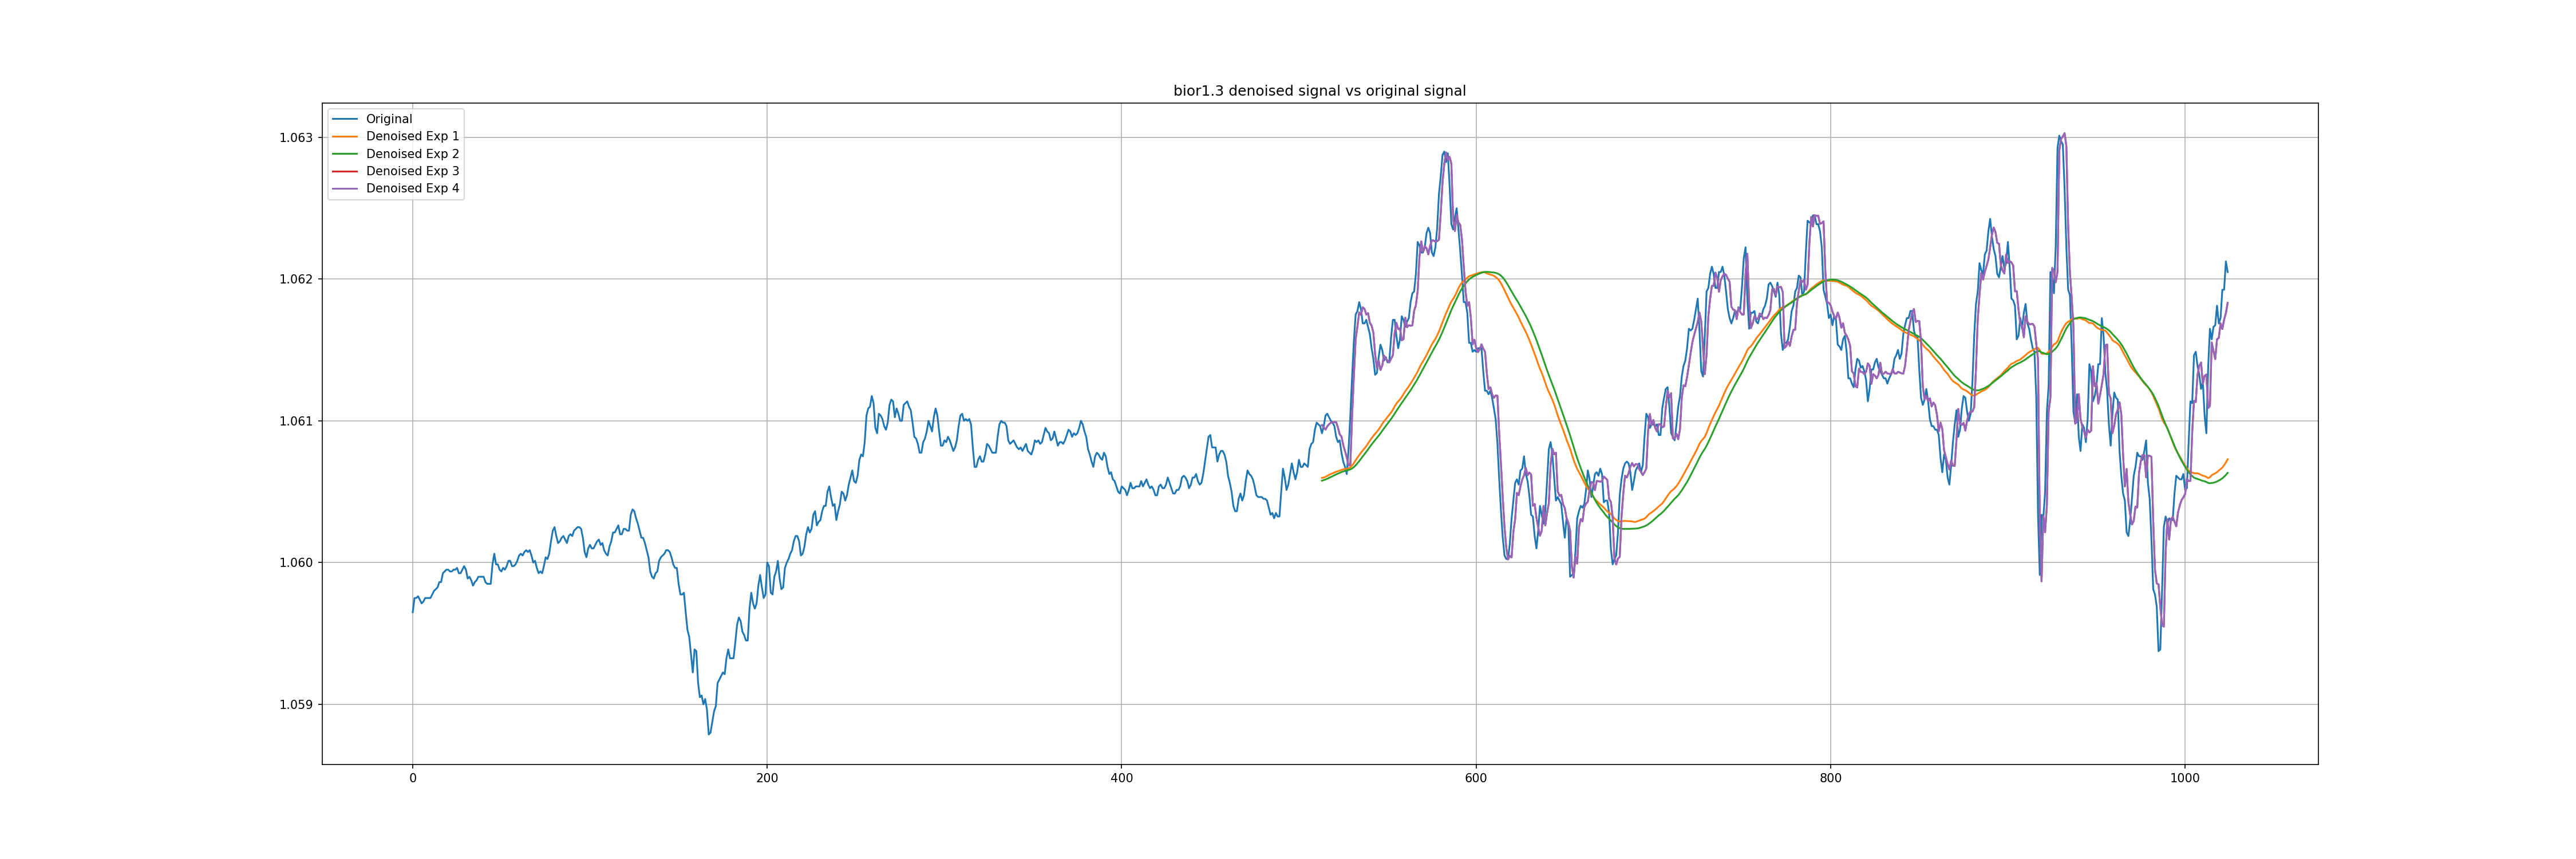 bior1.3 denoised signal vs original signal
Original
Denoised Exp 1
Denoised Exp 2
Denoised Exp 3
Denoised Exp 4
1.063
1.062
1.061
1.060
1.059
0 200 400 600 800 1000